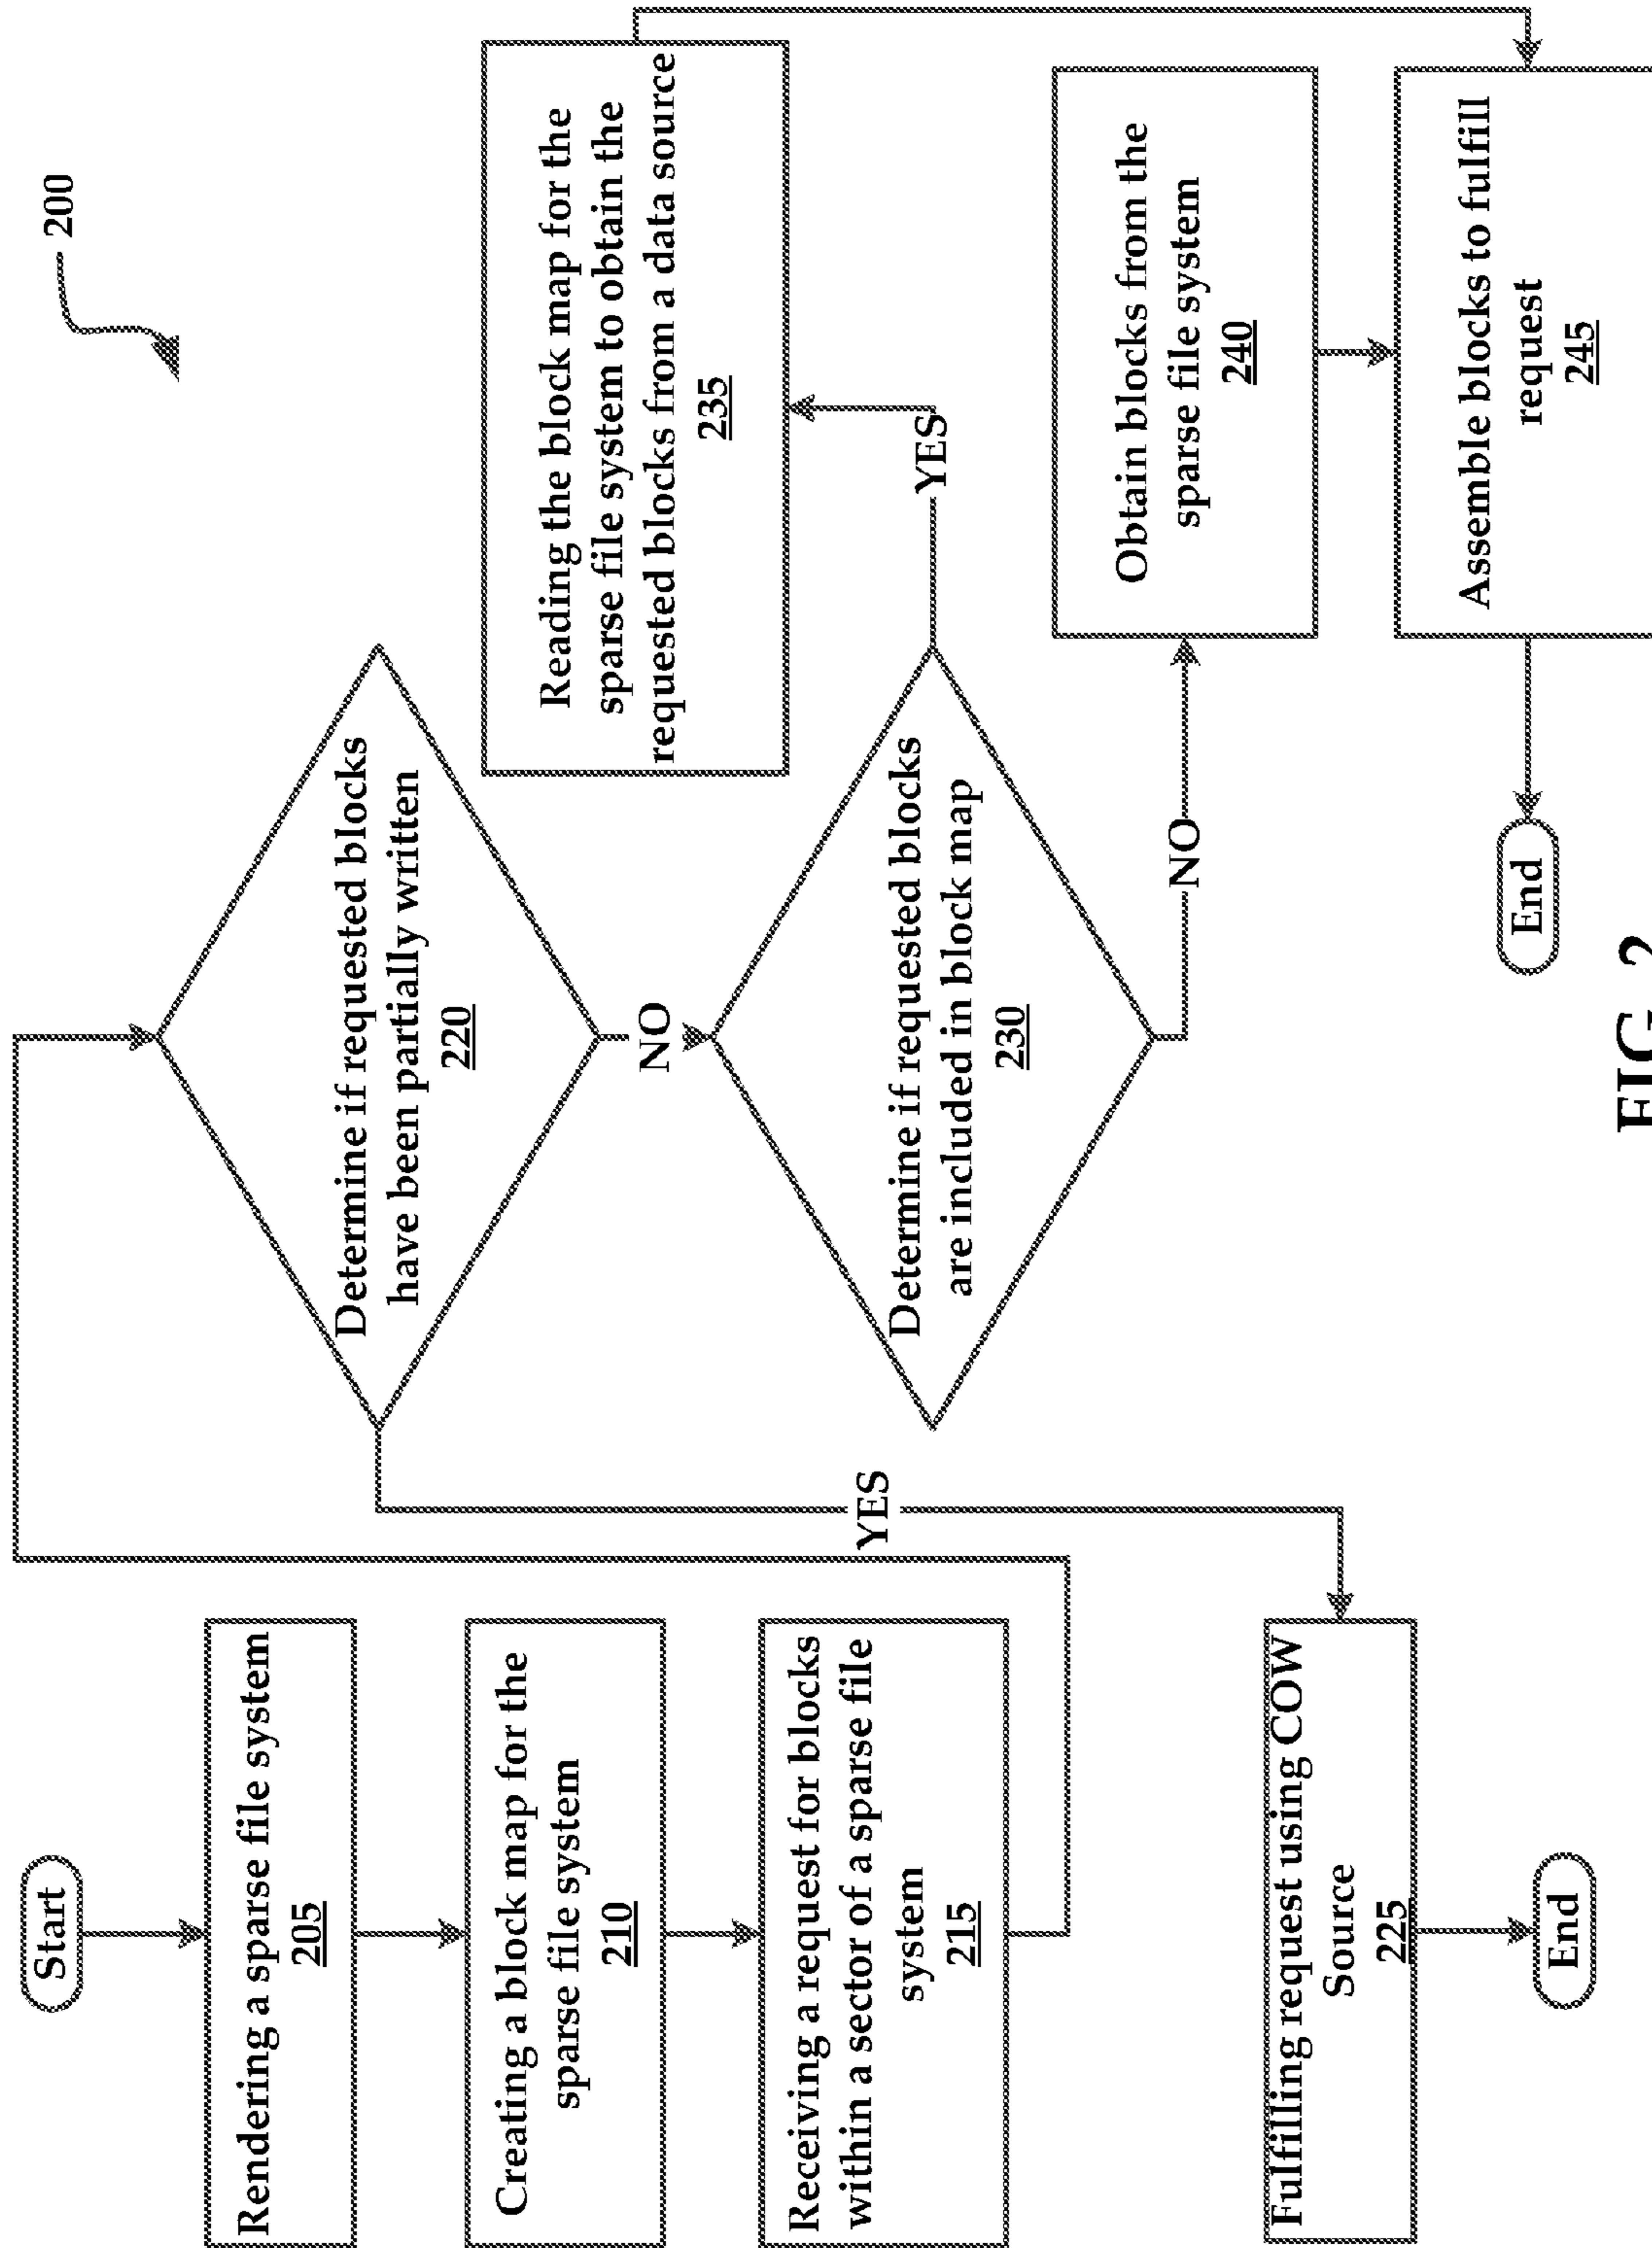 200
Start
Rendering a sparse file system
205
Creating a block map for the
sparse file system
210
Receiving a request for blocks
within a sector of a sparse file
system
215
Determine if requested blocks
have been partially written
220
YES
NO
Fulfilling request using COW
Source
225
End
Determine if requested blocks
are included in block map
230
YES
NO
Reading the block map for the
sparse file system to obtain the
requested blocks from a data source
235
Obtain blocks from the
sparse file system
240
Assemble blocks to fulfill
request
245
End
FIG. 2